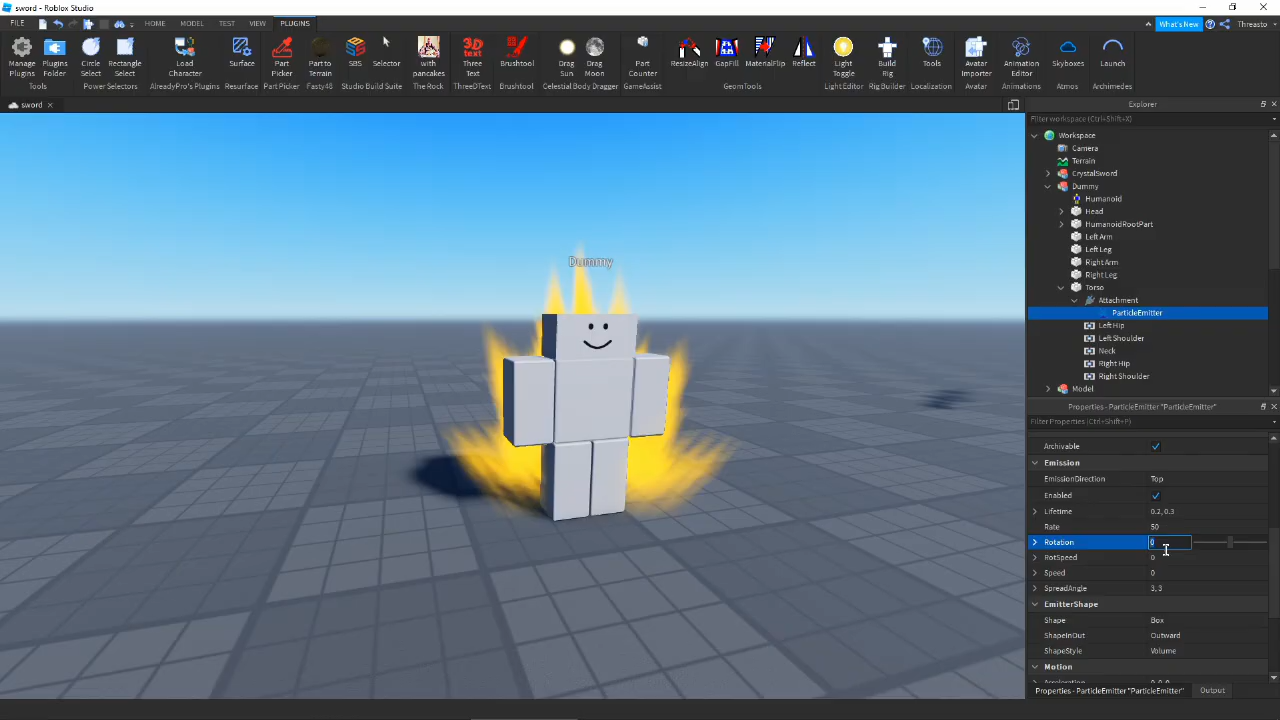 sword - Roblox Studio
FILE HOME MODEL TEST VIEW PLUGINS What's New Threasto
Manage Plugins
Plugins Folder
Tools
Circle Select
Rectangle Select
Power Selectors
Load Character
AlreadyPro's Plugins
Surface
Resurface
Part Picker
Part Picker
Part to Terrain
Fasty48
SBS
Selector
Studio Build Suite
with pancakes
The Rock
3D text
Three Text
ThreeDText
Brushtool
Brushtool
Drag Sun
Drag Moon
Celestial Body Dragger
Part Counter
GameAssist
ResizeAlign
GapFill
MaterialFlip
Reflect
GeomTools
Light Toggle
Light Editor
Build Rig
Rig Builder
Tools
Localization
Avatar Importer
Avatar
Animation Editor
Animations
Skyboxes
Atmos
Launch
Archimedes
sword
Dummy
Explorer
Filter workspace (Ctrl+Shift+X)
Workspace
Camera
Terrain
CrystalSword
Dummy
Humanoid
Head
HumanoidRootPart
Left Arm
Left Leg
Right Arm
Right Leg
Torso
Attachment
ParticleEmitter
Left Hip
Left Shoulder
Neck
Right Hip
Right Shoulder
Model
Properties - ParticleEmitter "ParticleEmitter"
Filter Properties (Ctrl+Shift+P)
Archivable
Emission
EmissionDirection Top
Enabled
Lifetime 0.2, 0.3
Rate 50
Rotation 0
RotSpeed 0
Speed 0
SpreadAngle 3, 3
EmitterShape
Shape Box
ShapeInOut Outward
ShapeStyle Volume
Motion
Properties - ParticleEmitter "ParticleEmitter" Output